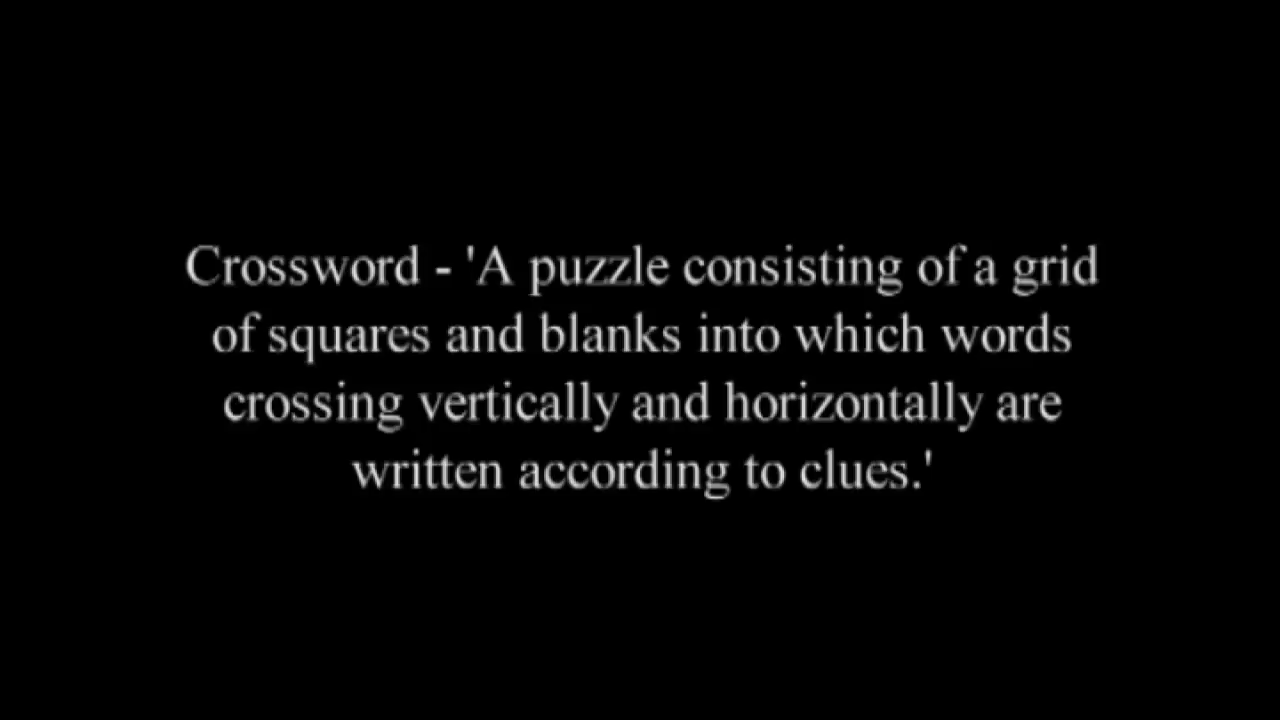 Crossword - 'A puzzle consisting of a grid
of squares and blanks into which words
crossing vertically and horizontally are
written according to clues.'